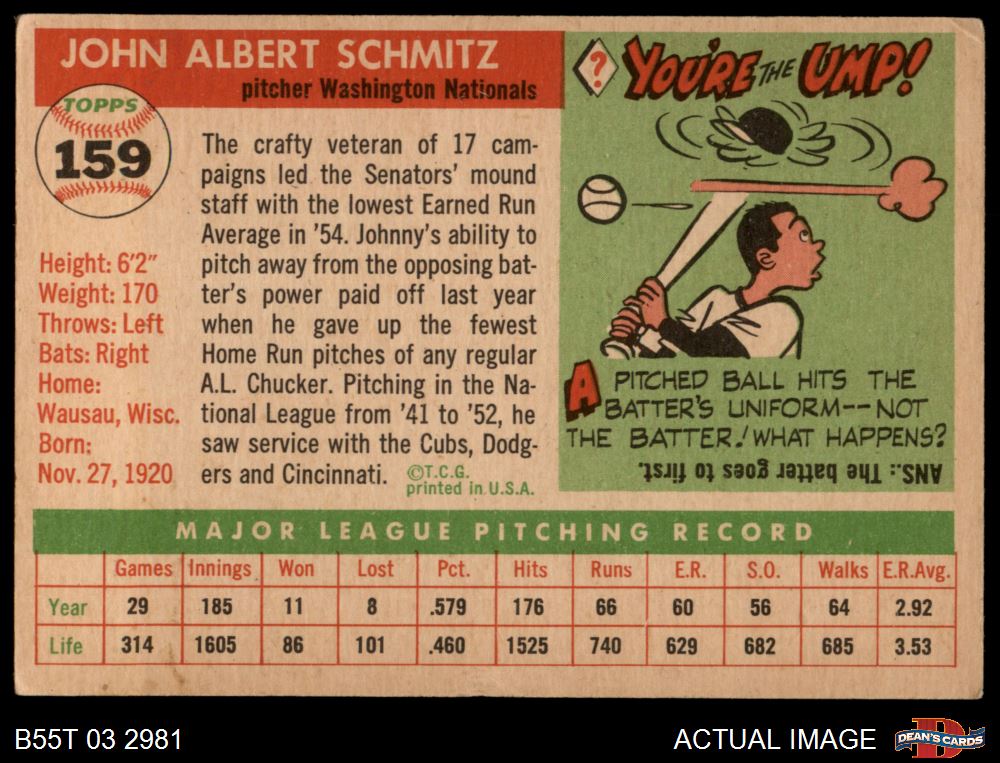 JOHN ALBERT SCHMITZ
pitcher Washington Nationals
TOPPS
159
Height: 6'2"
Weight: 170
Throws: Left
Bats: Right
Home:
Wausau, Wisc.
Born:
Nov. 27, 1920
The crafty veteran of 17 cam-
paigns led the Senators' mound
staff with the lowest Earned Run
Average in '54. Johnny's ability to
pitch away from the opposing bat-
ter's power paid off last year
when he gave up the fewest
Home Run pitches of any regular
A.L. Chucker. Pitching in the Na-
tional League from '41 to '52, he
saw service with the Cubs, Dodg-
ers and Cincinnati.
©T.C.G.
printed in U.S.A.
? YOU'RE THE UMP!
A PITCHED BALL HITS THE
BATTER'S UNIFORM--NOT
THE BATTER! WHAT HAPPENS?
ANS.: The batter goes to first.
MAJOR LEAGUE PITCHING RECORD
Games Innings Won Lost Pct. Hits Runs E.R. S.O. Walks E.R.Avg.
Year 29 185 11 8 .579 176 66 60 56 64 2.92
Life 314 1605 86 101 .460 1525 740 629 682 685 3.53
B55T 03 2981
ACTUAL IMAGE
DEAN'S CARDS